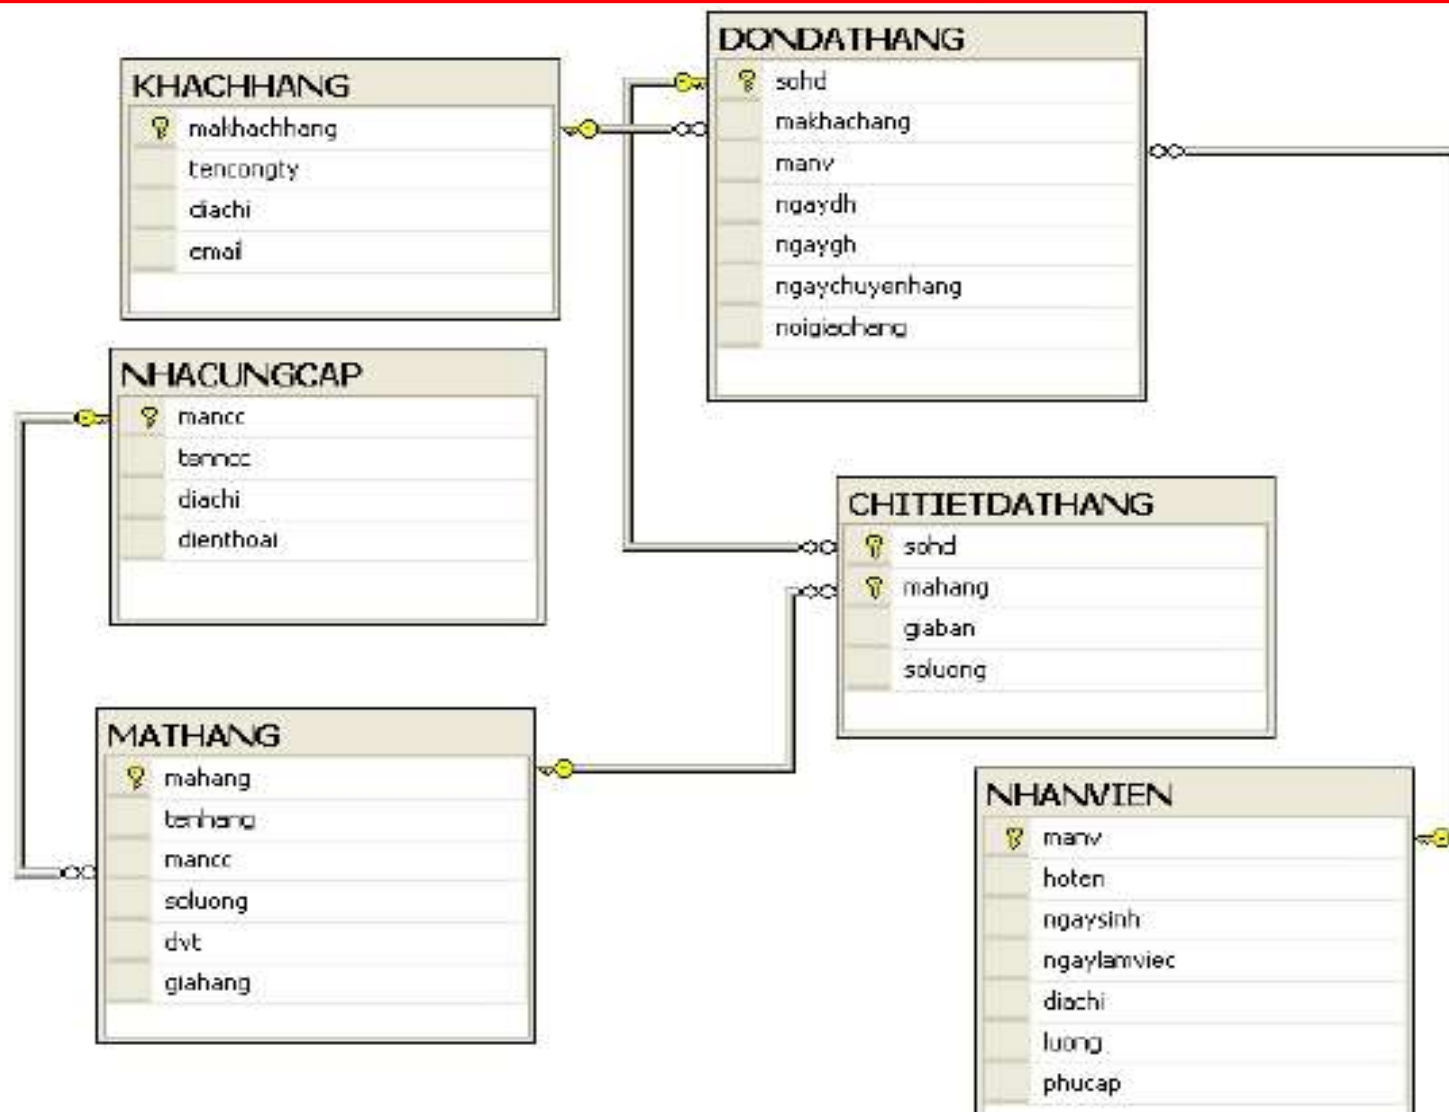 KHACHHANG
makhachhang
tencongty
diachi
email
DONDATHANG
sohd
makhachang
manv
ngaydh
ngaygh
ngaychuyenhang
noigiaohang
NHACUNGCAP
mancc
tenncc
diachi
dienthoai
CHITIETDATHANG
sohd
mahang
giaban
soluong
MATHANG
mahang
tenhang
mancc
soluong
dvt
giahang
NHANVIEN
manv
hoten
ngaysinh
ngaylamviec
diachi
luong
phucap